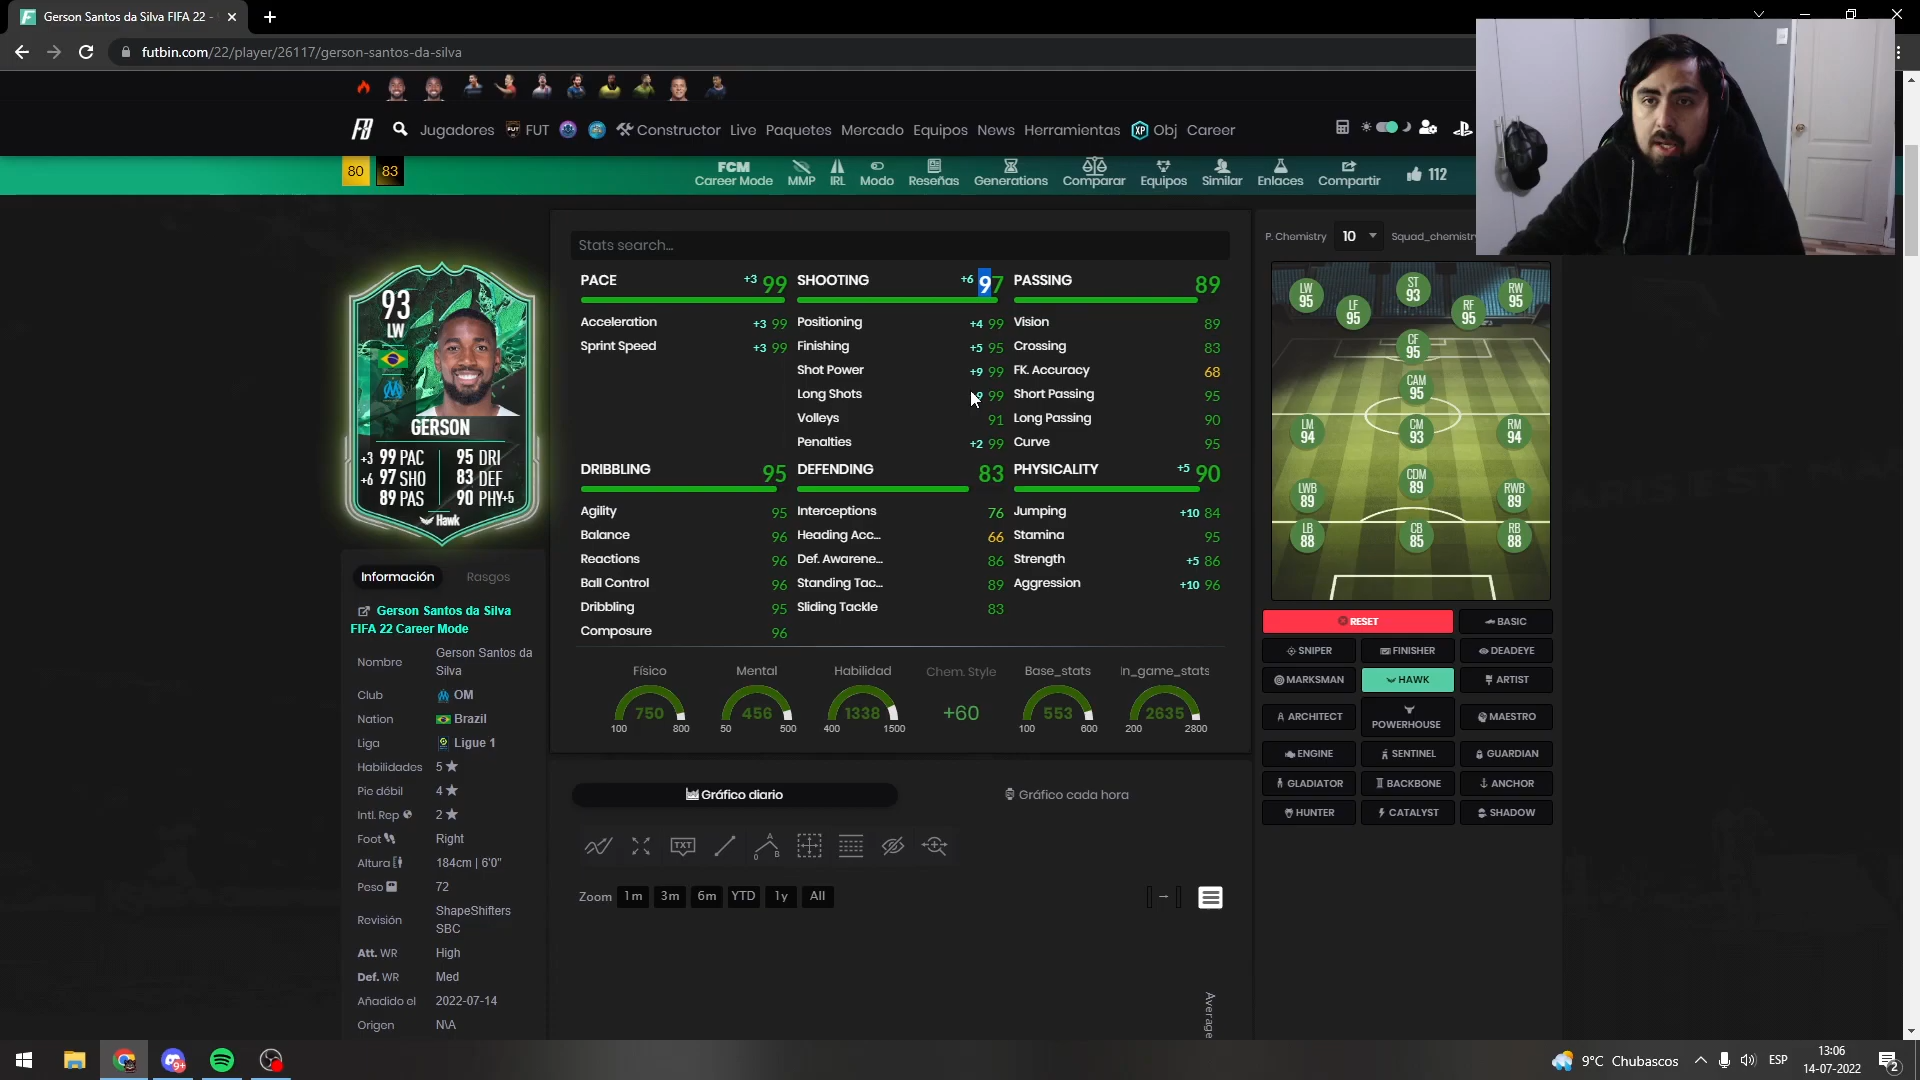 Gerson Santos da Silva FIFA 22 -
futbin.com/22/player/26117/gerson-santos-da-silva
Jugadores FUT Constructor Live Paquetes Mercado Equipos News Herramientas XP Obj Career
80 83
FCM
Career Mode MMP IRL Modo Reseñas Generations Comparar Equipos Similar Enlaces Compartir 112
Stats search...
PACE +3 99
Acceleration +3 99
Sprint Speed +3 99
SHOOTING +6 97
Positioning +4 99
Finishing +5 95
Shot Power +9 99
Long Shots 99
Volleys 91
Penalties +2 99
PASSING 89
Vision 89
Crossing 83
FK. Accuracy 68
Short Passing 95
Long Passing 90
Curve 95
DRIBBLING 95
Agility 95
Balance 96
Reactions 96
Ball Control 96
Dribbling 95
Composure 96
DEFENDING 83
Interceptions 76
Heading Acc... 66
Def. Awarene... 86
Standing Tac... 89
Sliding Tackle 83
PHYSICALITY +5 90
Jumping +10 84
Stamina 95
Strength +5 86
Aggression +10 96
Físico
750
100 800
Mental
456
50 500
Habilidad
1338
400 1500
Chem. Style
+60
Base_stats
553
100 600
In_game_stats
2635
200 2800
93
LW
GERSON
+3 99 PAC 95 DRI
+6 97 SHO 83 DEF
89 PAS 90 PHY+5
Hawk
Información Rasgos
Gerson Santos da Silva
FIFA 22 Career Mode
Nombre Gerson Santos da
Silva
Club OM
Nation Brazil
Liga Ligue 1
Habilidades 5
Pie débil 4
Intl. Rep 2
Foot Right
Altura 184cm | 6'0"
Peso 72
Revisión ShapeShifters
SBC
Att. WR High
Def. WR Med
Añadido el 2022-07-14
Origen N\A
Gráfico diario Gráfico cada hora
TXT
A
0 B
Zoom 1m 3m 6m YTD 1y All
→
Average
P. Chemistry 10 Squad_chemistry
LW
95
LF
95
ST
93
RF
95
RW
95
CF
95
CAM
95
LM
94
CM
93
RM
94
CDM
89
LWB
89
RWB
89
LB
88
CB
85
RB
88
RESET BASIC
SNIPER FINISHER DEADEYE
MARKSMAN HAWK ARTIST
ARCHITECT POWERHOUSE MAESTRO
ENGINE SENTINEL GUARDIAN
GLADIATOR BACKBONE ANCHOR
HUNTER CATALYST SHADOW
9+
9°C Chubascos ESP
13:06
14-07-2022
2